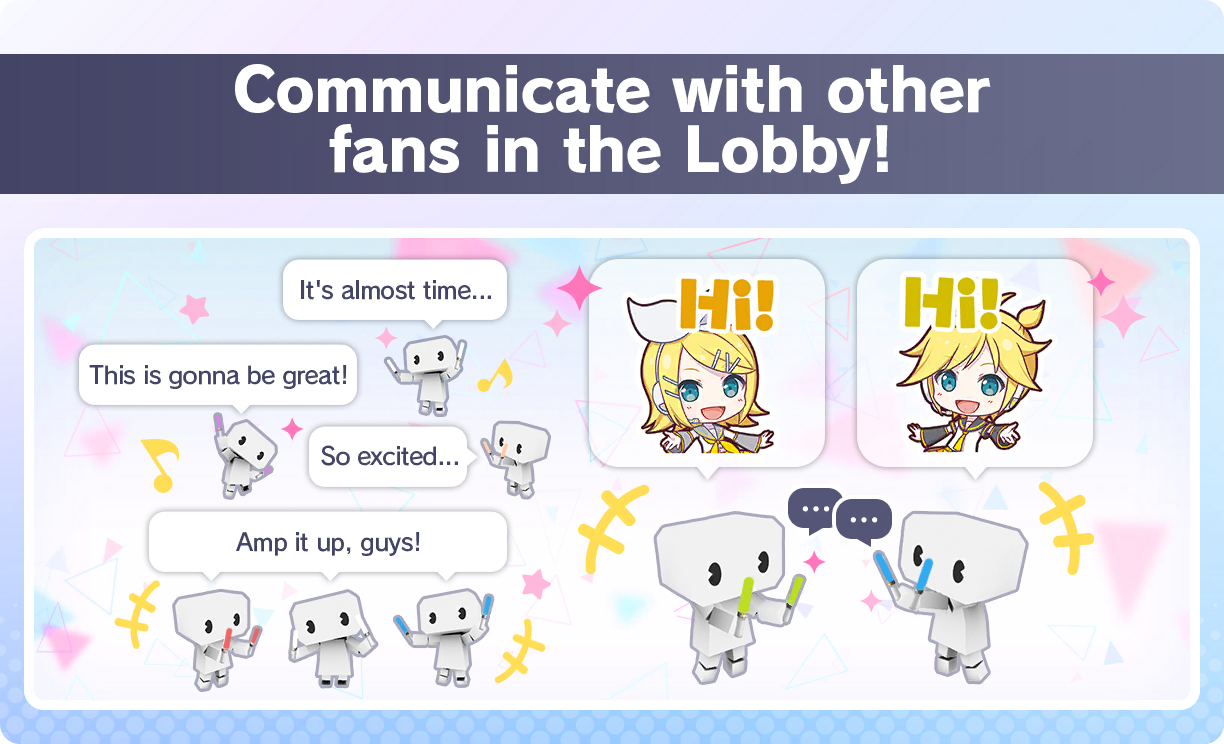 Communicate with other
fans in the Lobby!
It's almost time...
This is gonna be great!
So excited...
Amp it up, guys!
Hi!
Hi!